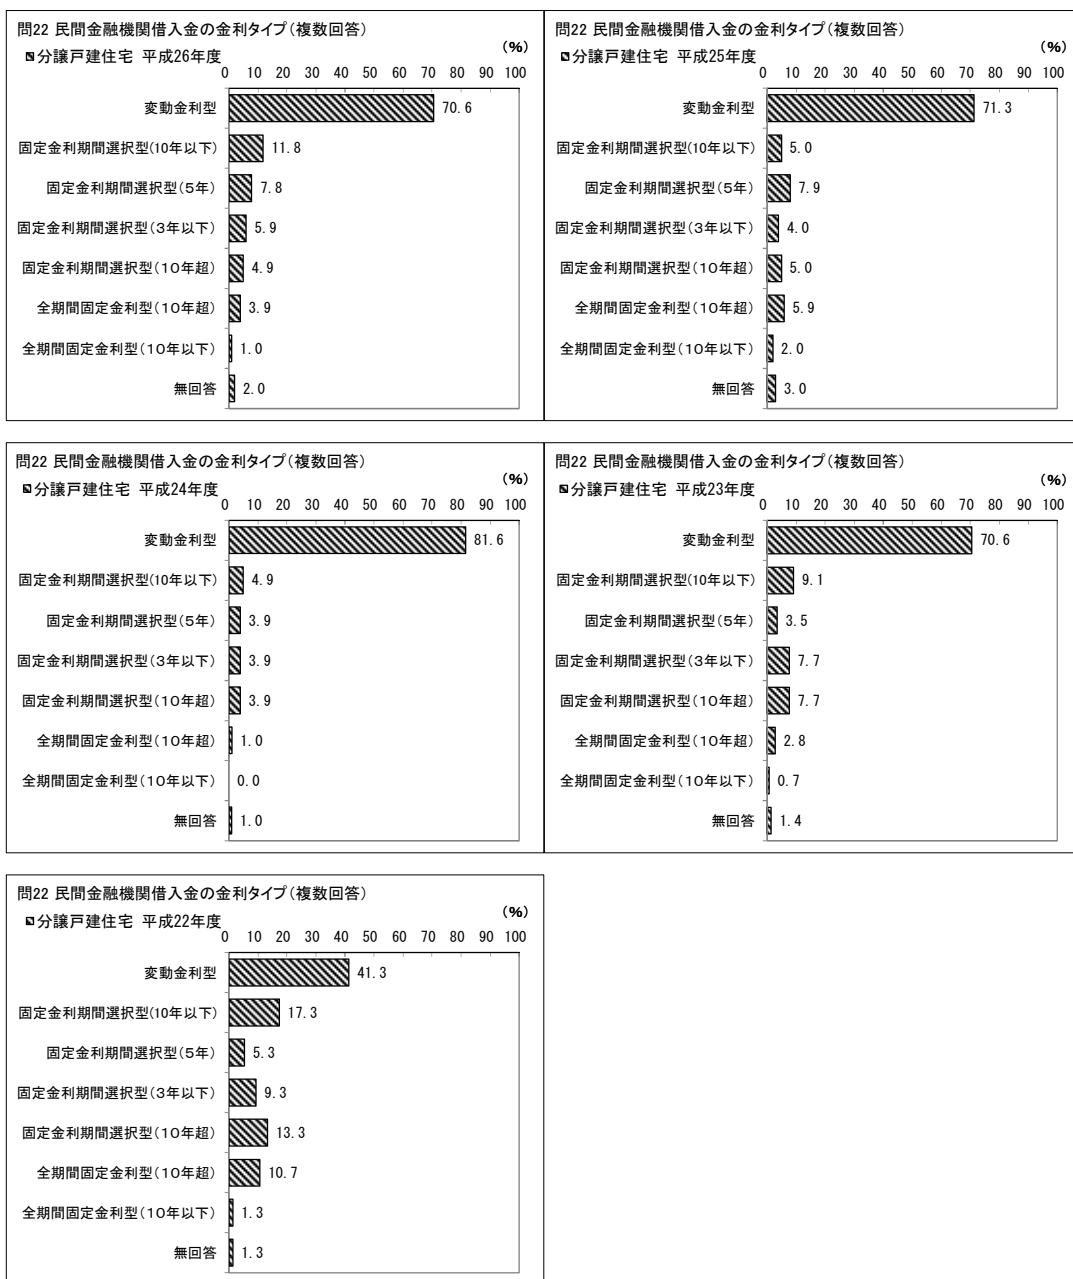 問22 民間金融機関借入金の金利タイプ(複数回答)
(%)
分譲戸建住宅 平成26年度
0 10 20 30 40 50 60 70 80 90 100
変動金利型 70.6
固定金利期間選択型(10年以下) 11.8
固定金利期間選択型(5年) 7.8
固定金利期間選択型(3年以下) 5.9
固定金利期間選択型(10年超) 4.9
全期間固定金利型(10年超) 3.9
全期間固定金利型(10年以下) 1.0
無回答 2.0
問22 民間金融機関借入金の金利タイプ(複数回答)
(%)
分譲戸建住宅 平成25年度
0 10 20 30 40 50 60 70 80 90 100
変動金利型 71.3
固定金利期間選択型(10年以下) 5.0
固定金利期間選択型(5年) 7.9
固定金利期間選択型(3年以下) 4.0
固定金利期間選択型(10年超) 5.0
全期間固定金利型(10年超) 5.9
全期間固定金利型(10年以下) 2.0
無回答 3.0
問22 民間金融機関借入金の金利タイプ(複数回答)
(%)
分譲戸建住宅 平成24年度
0 10 20 30 40 50 60 70 80 90 100
変動金利型 81.6
固定金利期間選択型(10年以下) 4.9
固定金利期間選択型(5年) 3.9
固定金利期間選択型(3年以下) 3.9
固定金利期間選択型(10年超) 3.9
全期間固定金利型(10年超) 1.0
全期間固定金利型(10年以下) 0.0
無回答 1.0
問22 民間金融機関借入金の金利タイプ(複数回答)
(%)
分譲戸建住宅 平成23年度
0 10 20 30 40 50 60 70 80 90 100
変動金利型 70.6
固定金利期間選択型(10年以下) 9.1
固定金利期間選択型(5年) 3.5
固定金利期間選択型(3年以下) 7.7
固定金利期間選択型(10年超) 7.7
全期間固定金利型(10年超) 2.8
全期間固定金利型(10年以下) 0.7
無回答 1.4
問22 民間金融機関借入金の金利タイプ(複数回答)
(%)
分譲戸建住宅 平成22年度
0 10 20 30 40 50 60 70 80 90 100
変動金利型 41.3
固定金利期間選択型(10年以下) 17.3
固定金利期間選択型(5年) 5.3
固定金利期間選択型(3年以下) 9.3
固定金利期間選択型(10年超) 13.3
全期間固定金利型(10年超) 10.7
全期間固定金利型(10年以下) 1.3
無回答 1.3